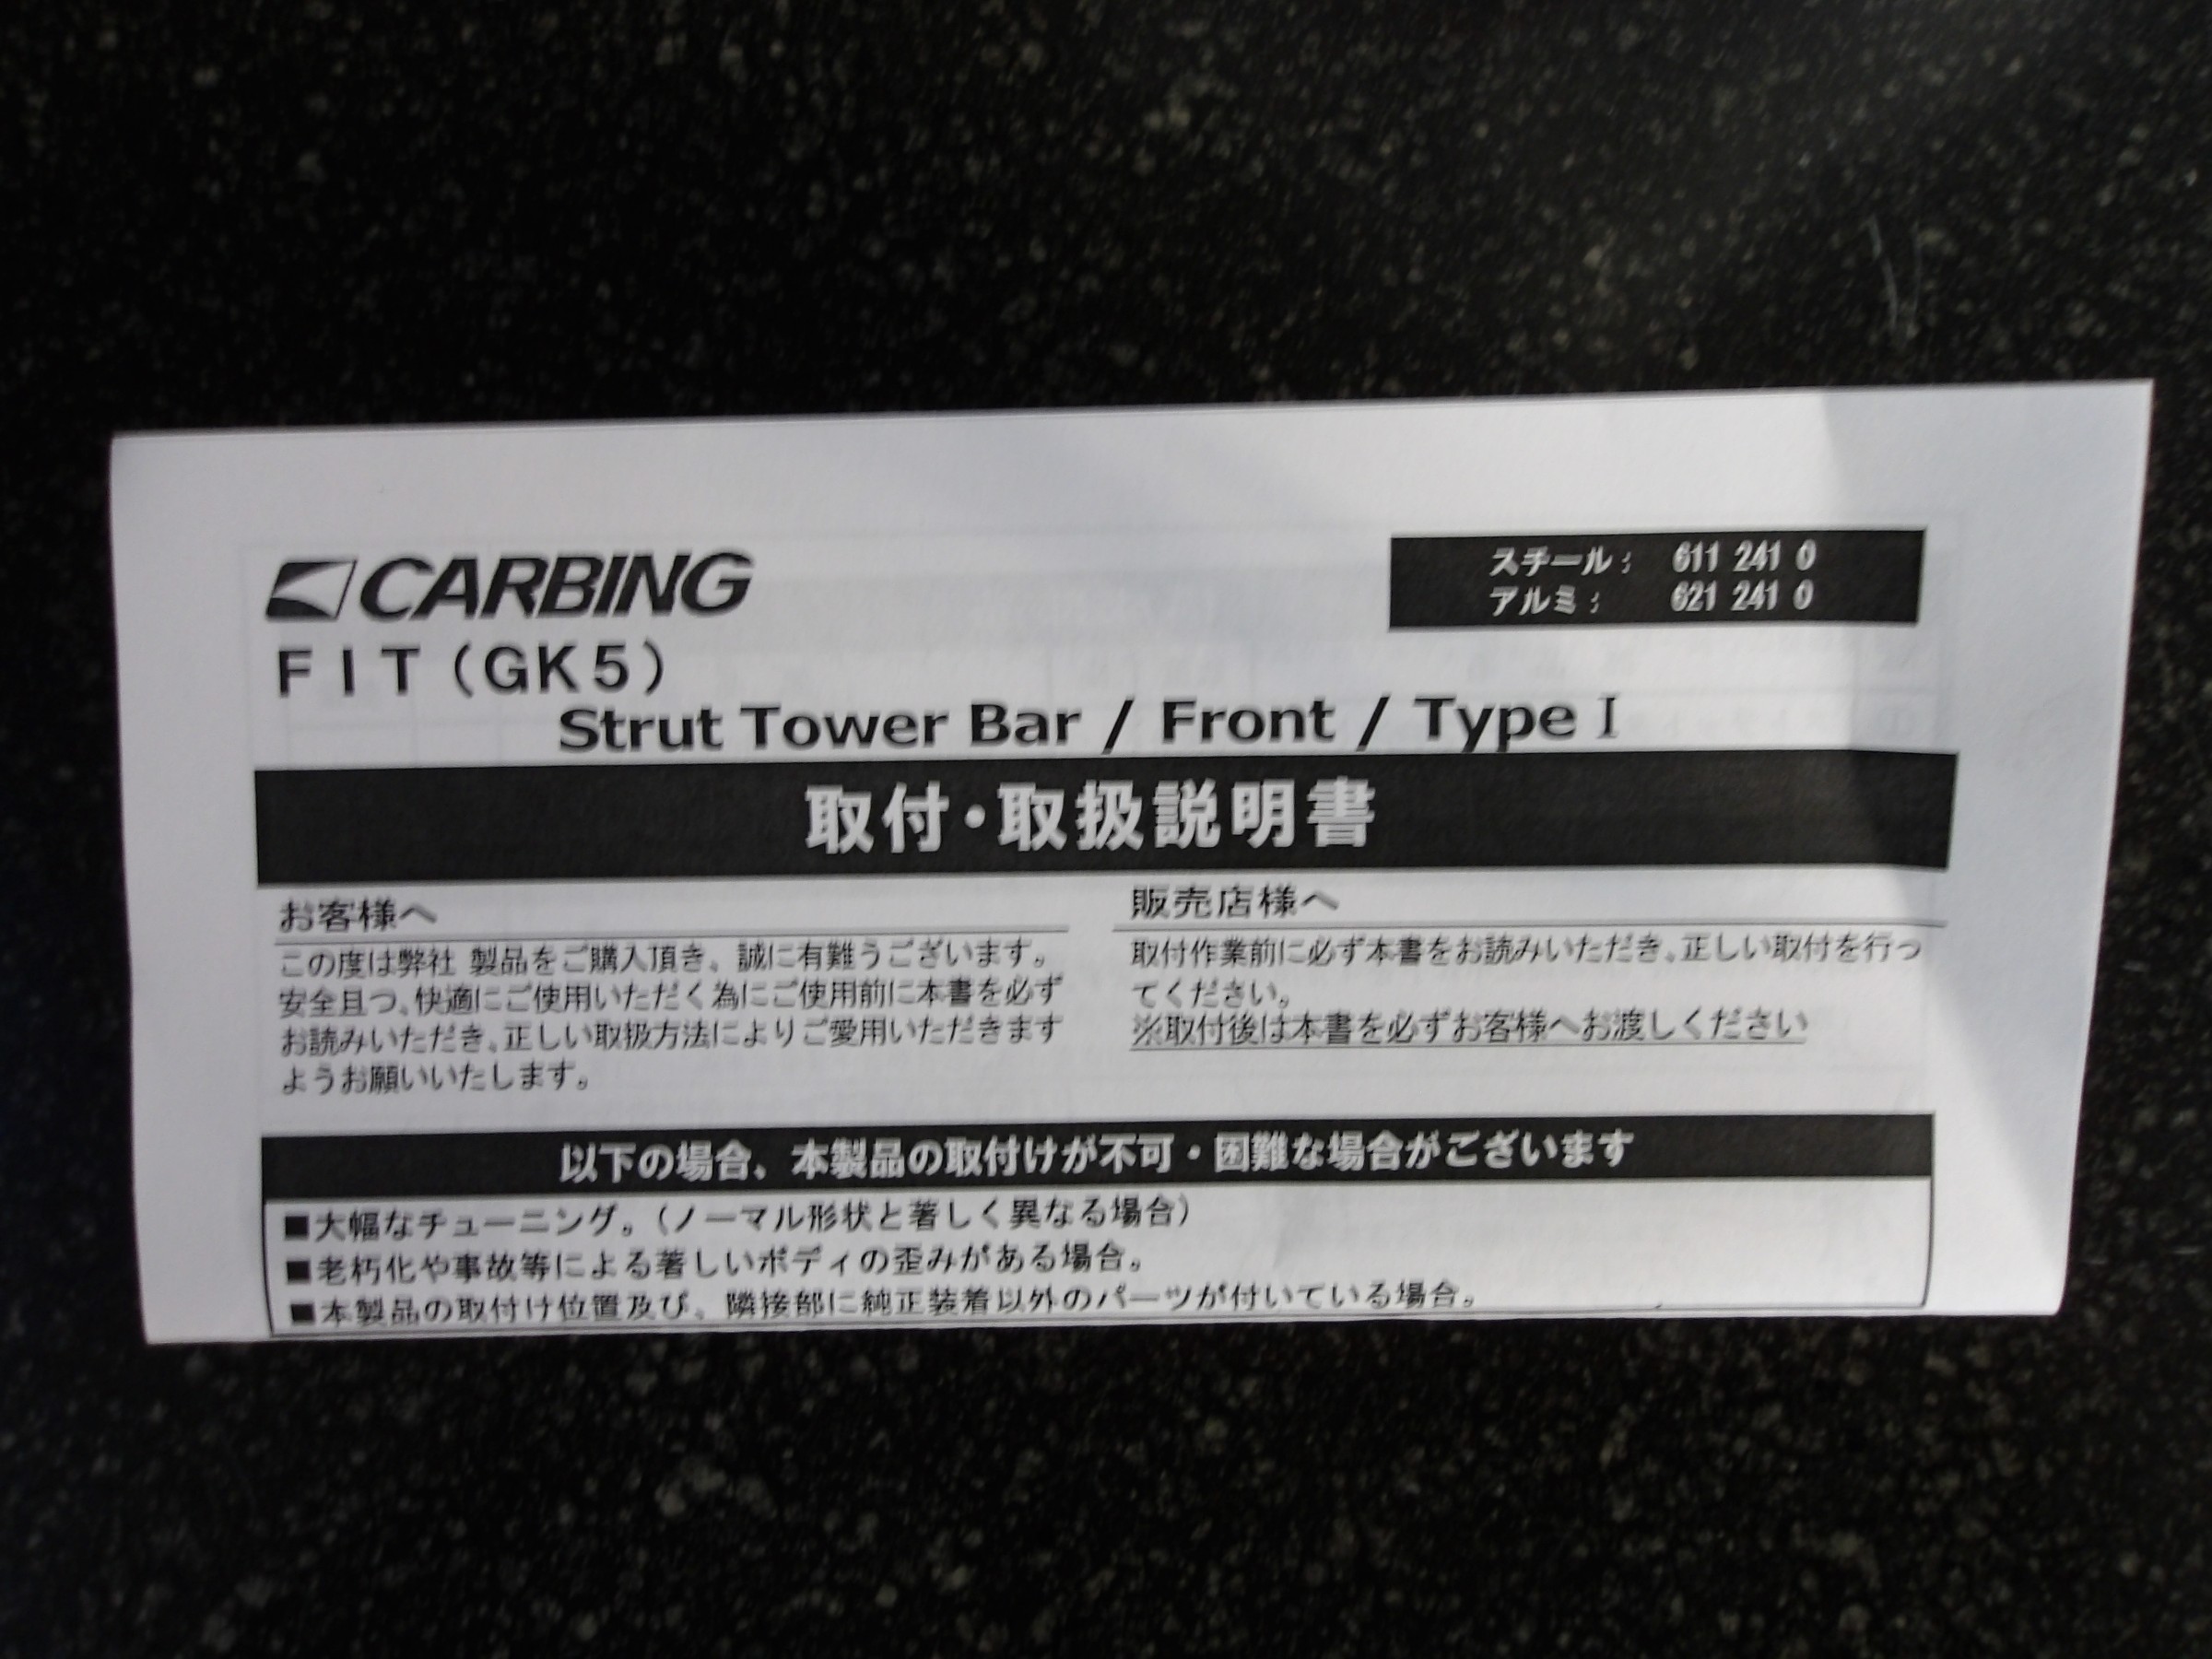 CARBING
スチール： 611 241 0
アルミ： 621 241 0
FIT(GK5)
Strut Tower Bar / Front / Type I
取付・取扱説明書
お客様へ
この度は弊社 製品をご購入頂き、誠に有難うございます。
安全且つ、快適にご使用いただく為にご使用前に本書を必ず
お読みいただき、正しい取扱方法によりご愛用いただきます
ようお願いいたします。
販売店様へ
取付作業前に必ず本書をお読みいただき、正しい取付を行っ
てください。
※取付後は本書を必ずお客様へお渡しください
以下の場合、本製品の取付けが不可・困難な場合がございます
■大幅なチューニング。（ノーマル形状と著しく異なる場合）
■老朽化や事故等による著しいボディの歪みがある場合。
■本製品の取付け位置及び、隣接部に純正装着以外のパーツが付いている場合。